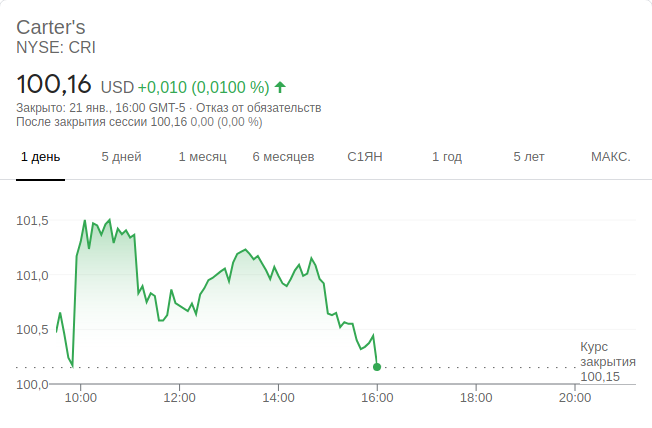 Carter's
NYSE: CRI
100,16 USD +0,010 (0,0100 %)
Закрыто: 21 янв., 16:00 GMT-5 · Отказ от обязательств
После закрытия сессии 100,16 0,00 (0,00 %)
1 день 5 дней 1 месяц 6 месяцев С1ЯН 1 год 5 лет МАКС.
101,5
101,0
100,5
Курс
закрытия
100,15
100,0
10:00 12:00 14:00 16:00 18:00 20:00